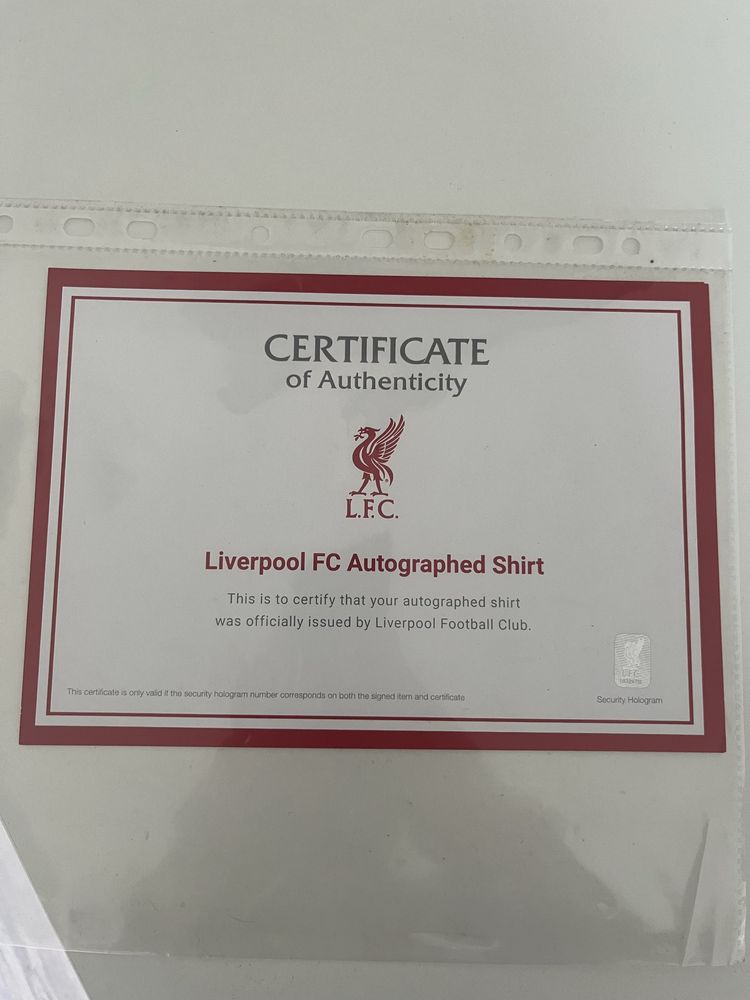 CERTIFICATE
of Authenticity
L.F.C.
Liverpool FC Autographed Shirt
This is to certify that your autographed shirt
was officially issued by Liverpool Football Club.
L.F.C.
This certificate is only valid if the security hologram number corresponds on both the signed item and certificate
Security Hologram